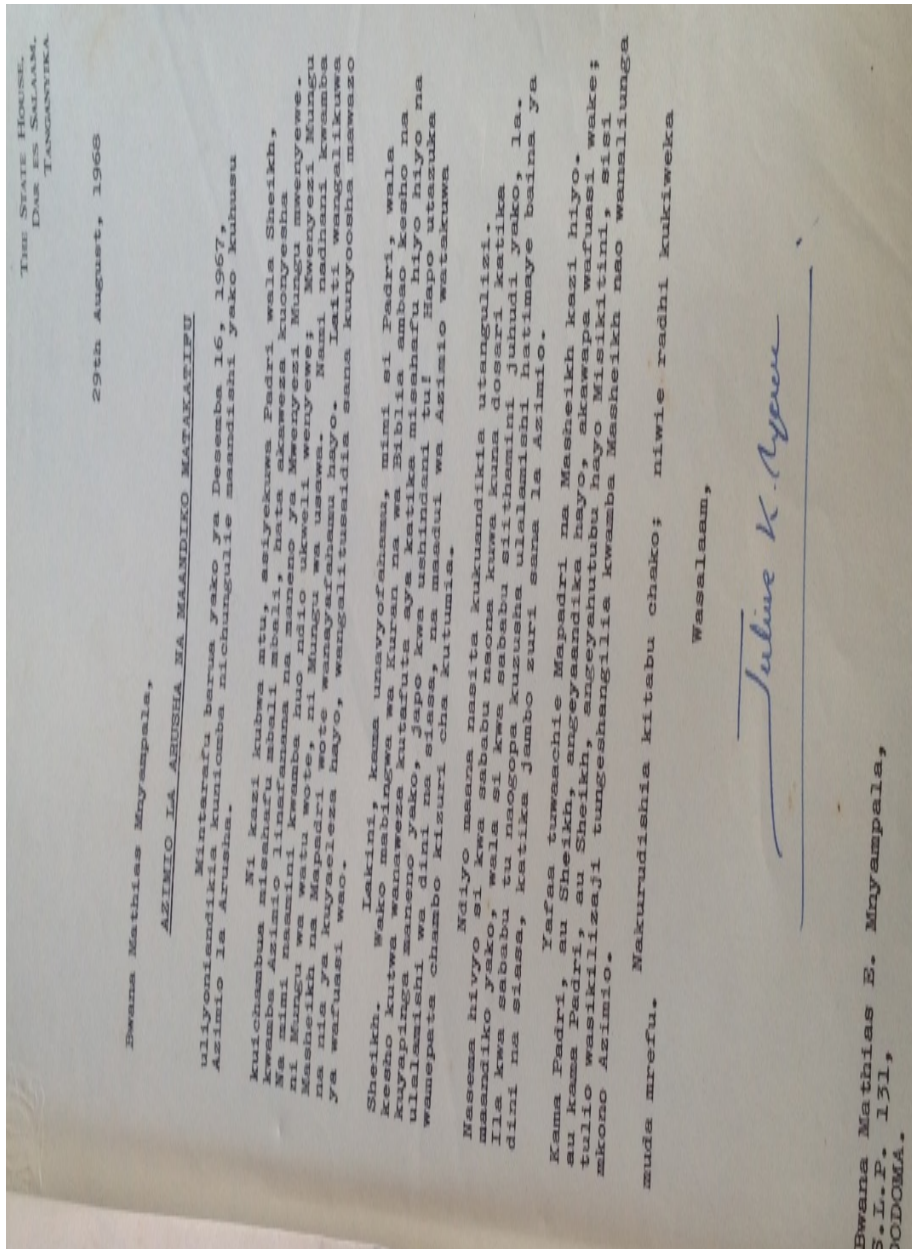 THE STATE HOUSE,
DAR ES SALAAM.
TANGANYIKA
29th August, 1968
Bwana Mathias Mnyampala,
AZIMIO LA ARUSHA NA MAANDIKO MATAKATIFU
Mintarafu barua yako ya Desemba 16, 1967,
uliyoniandikia kuniomba nichungulie maandishi yako kuhusu
Azimio la Arusha.
Ni kazi kubwa mtu, asiyekuwa Padri wala Sheikh,
kuichambua misahafu mbali mbali, hata akaweza kuonyesha
kwamba Azimio linafanana na maneno ya Mwenyezi Mungu mwenyewe.
Na mimi naamini kwamba huo ndio ukweli wenyewe; Mwenyezi Mungu
ni Mungu wa watu wote, ni Mungu wa usawa. Nami nadhani kwamba
Masheikh na Mapadri wote wanayafahamu hayo. Laiti wangalikuwa
na nia ya kuyaeleza hayo, wangalitusaidia sana kunyoosha mawazo
ya wafuasi wao.
Lakini, kama unavyofahamu, mimi si Padri, wala
Sheikh. Wako mabingwa wa Kuran na wa Biblia ambao kesho na
kesho kutwa wanaweza kutafuta aya katika misahafu hiyo hiyo na
kuyapinga maneno yako, japo kwa ushindani tu! Hapo utazuka
ulalamishi wa dini na siasa, na madui wa Azimio watakuwa
wamepata chambo kizuri cha kutumia.
Ndiyo maana nasita kukuandikia utangulizi.
Nasema hivyo si kwa sababu naona kuwa kuna dosari katika
maandiko yako, wala si kwa sababu siithamini juhudi yako, la.
Ila kwa sababu tu naogopa kuzusha ulalamishi hatimaye baina ya
dini na siasa, katika jambo zuri sana la Azimio.
Yafaa tuwaachie Mapadri na Masheikh kazi hiyo.
Kama Padri, au Sheikh, angeyaandika hayo, akawapa wafuasi wake;
au kama Padri, au Sheikh, angeyahutubu hayo Misikitini, sisi
tulio wasikilizaji tungeshangilia kwamba Masheikh nao wanaliunga
mkono Azimio.
Nakurudishia kitabu chako; niwie radhi kukiweka
muda mrefu.
Wasalaam,
Julius K. Nyerere
Bwana Mathias E. Mnyampala,
S.L.P. 131,
DODOMA.